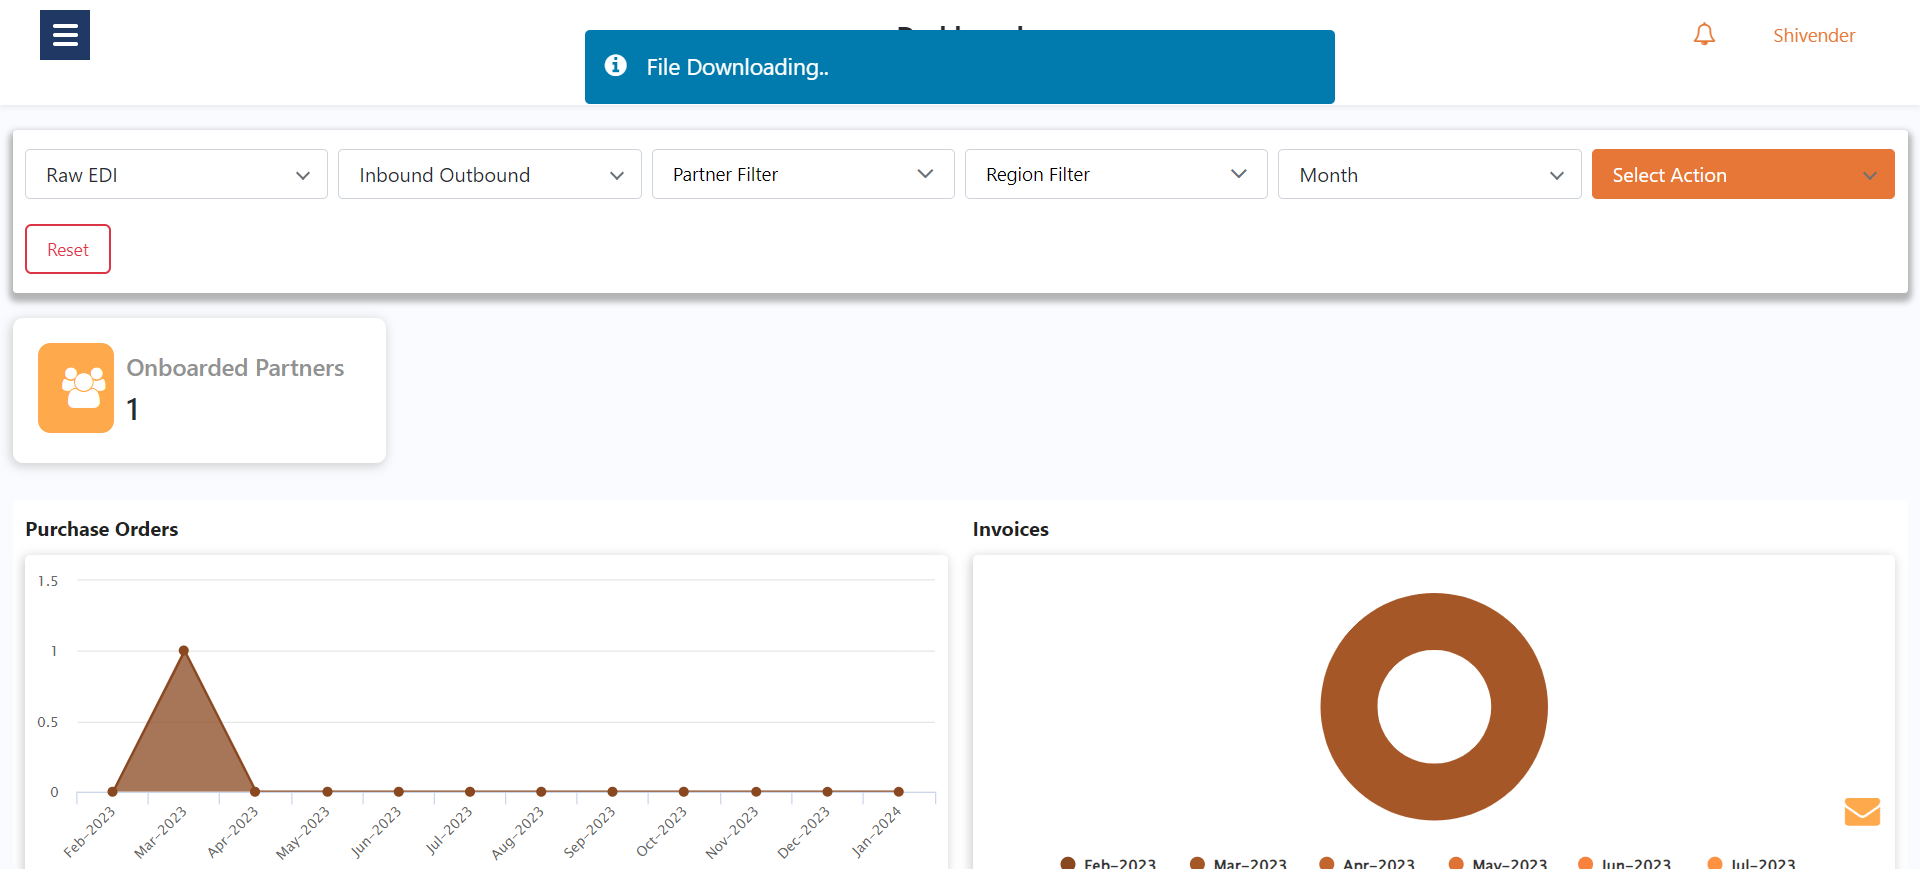 Shivender
File Downloading..
Raw EDI
Inbound Outbound
Partner Filter
Region Filter
Month
Select Action
Reset
Onboarded Partners
1
Purchase Orders
1.5
1
0.5
0
Feb-2023
Mar-2023
Apr-2023
May-2023
Jun-2023
Jul-2023
Aug-2023
Sep-2023
Oct-2023
Nov-2023
Dec-2023
Jan-2024
Invoices
Feb-2023
Mar-2023
Apr-2023
May-2023
Jun-2023
Jul-2023